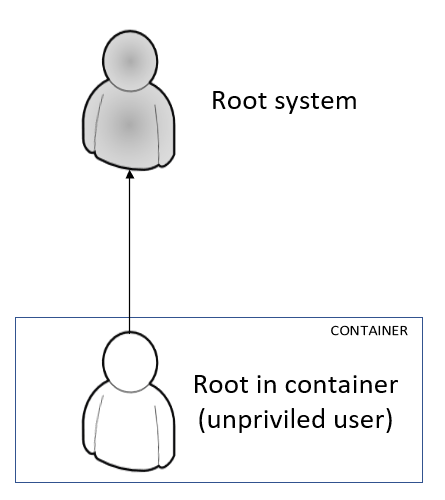 Root system
CONTAINER
Root in container
(unpriviled user)